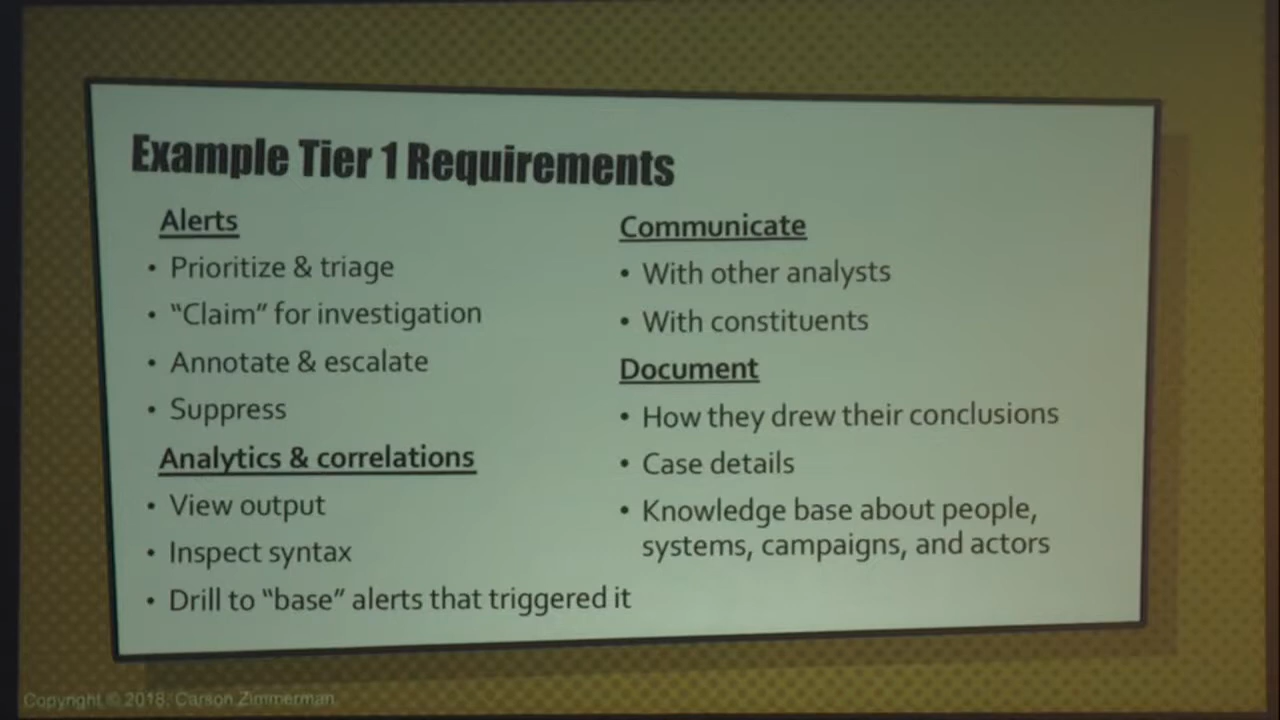 Example Tier 1 Requirements
Alerts
• Prioritize & triage
• “Claim” for investigation
• Annotate & escalate
• Suppress
Analytics & correlations
• View output
• Inspect syntax
• Drill to “base” alerts that triggered it
Communicate
• With other analysts
• With constituents
Document
• How they drew their conclusions
• Case details
• Knowledge base about people,
systems, campaigns, and actors
Copyright © 2018, Carson Zimmerman